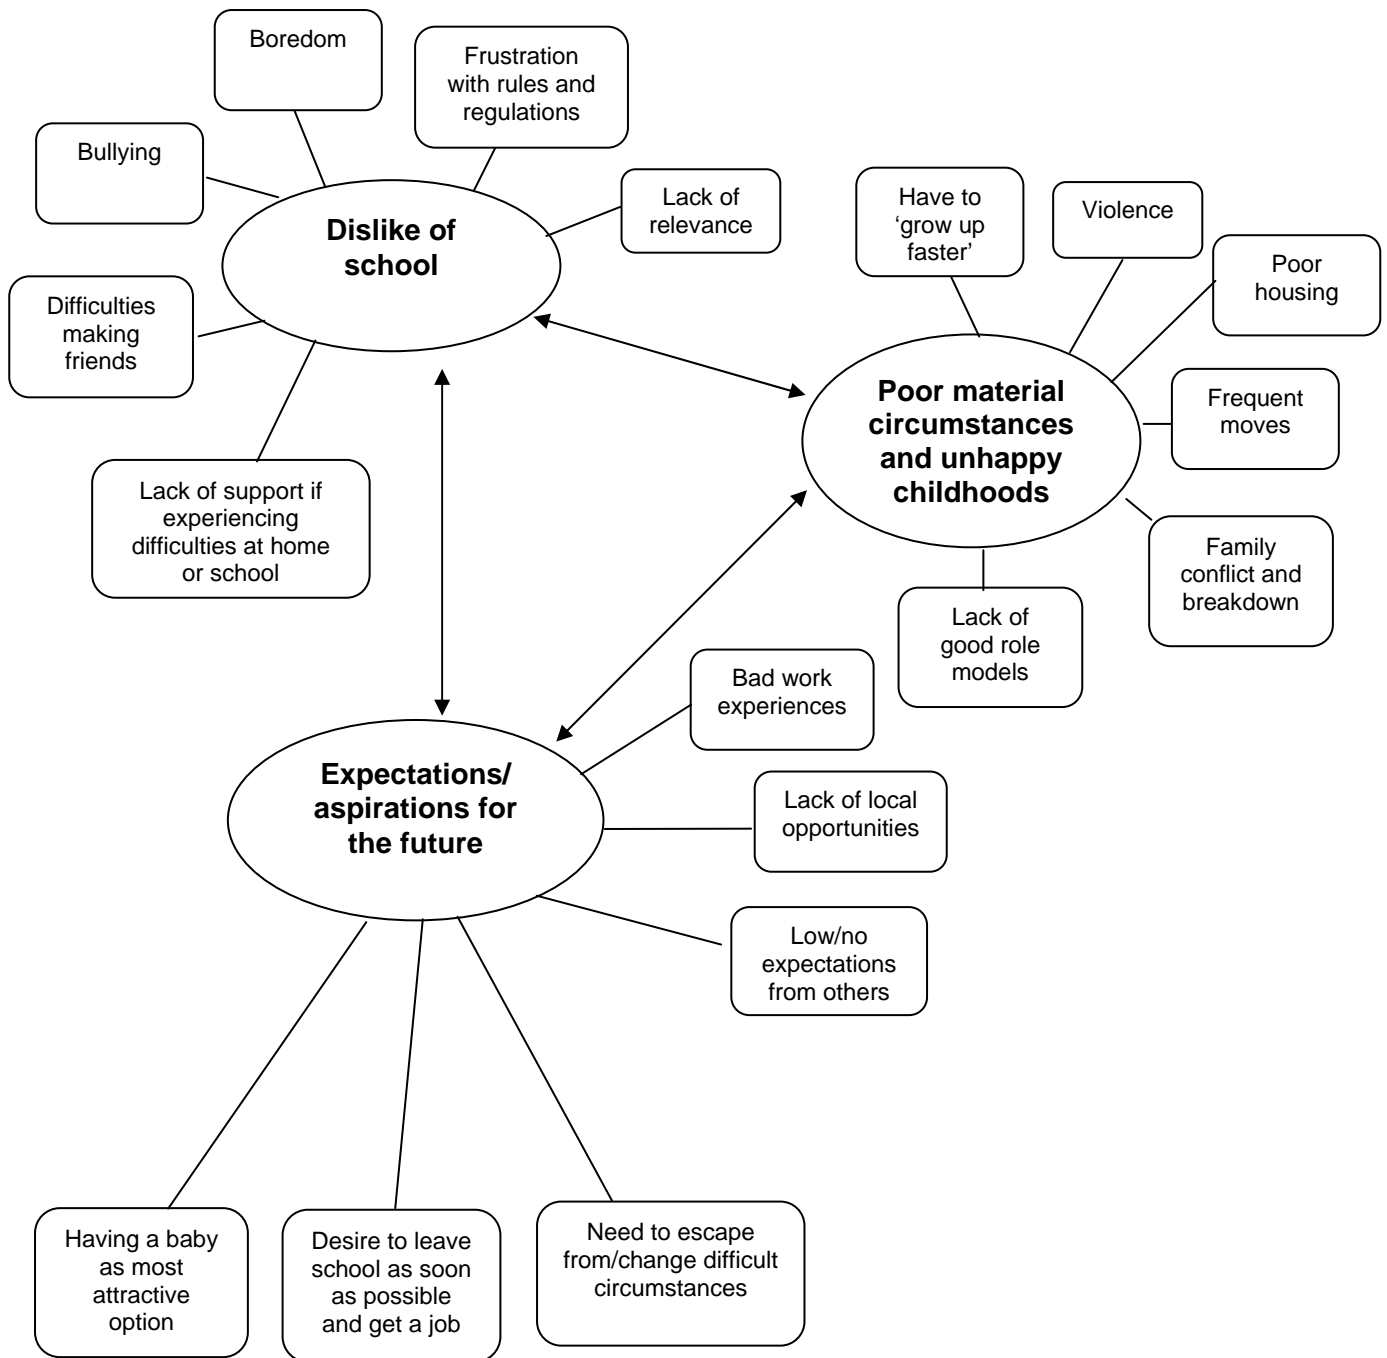 Boredom
Frustration
with rules and
regulations
Bullying
Lack of
relevance
Dislike of
school
Difficulties
making
friends
Lack of support if
experiencing
difficulties at home
or school
Have to
‘grow up
faster’
Violence
Poor
housing
Poor material
circumstances
and unhappy
childhoods
Frequent
moves
Family
conflict and
breakdown
Lack of
good role
models
Bad work
experiences
Expectations/
aspirations for
the future
Lack of local
opportunities
Low/no
expectations
from others
Having a baby
as most
attractive
option
Desire to leave
school as soon
as possible
and get a job
Need to escape
from/change difficult
circumstances